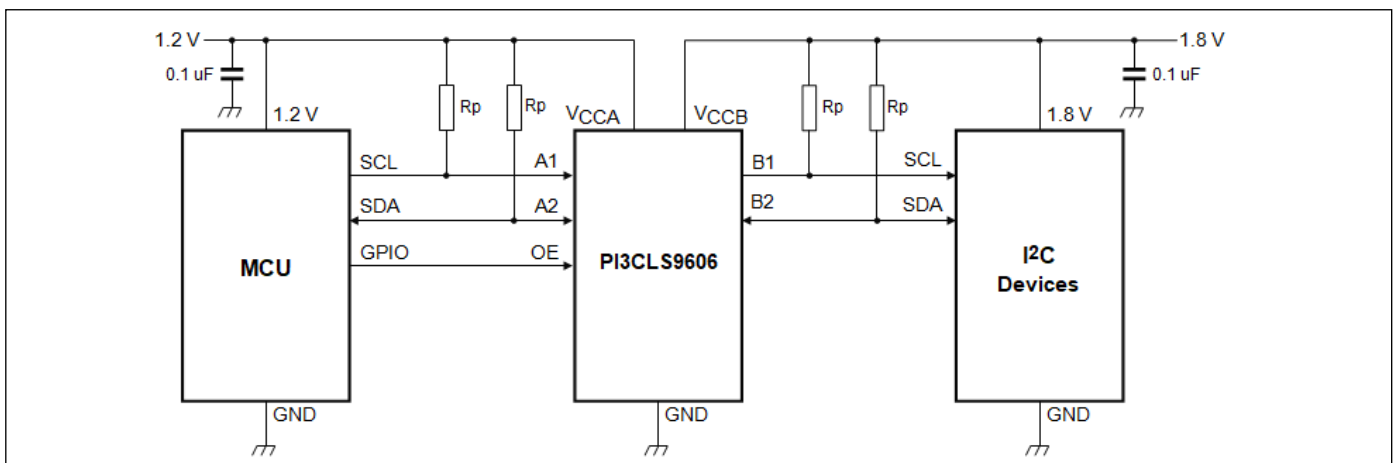 1.2 V
1.8 V
0.1 uF
0.1 uF
Rp
Rp
Rp
Rp
1.2 V
VCCA
VCCB
1.8 V
SCL
A1
B1
SCL
SDA
A2
B2
SDA
GPIO
OE
MCU
PI3CLS9606
I²C
Devices
GND
GND
GND